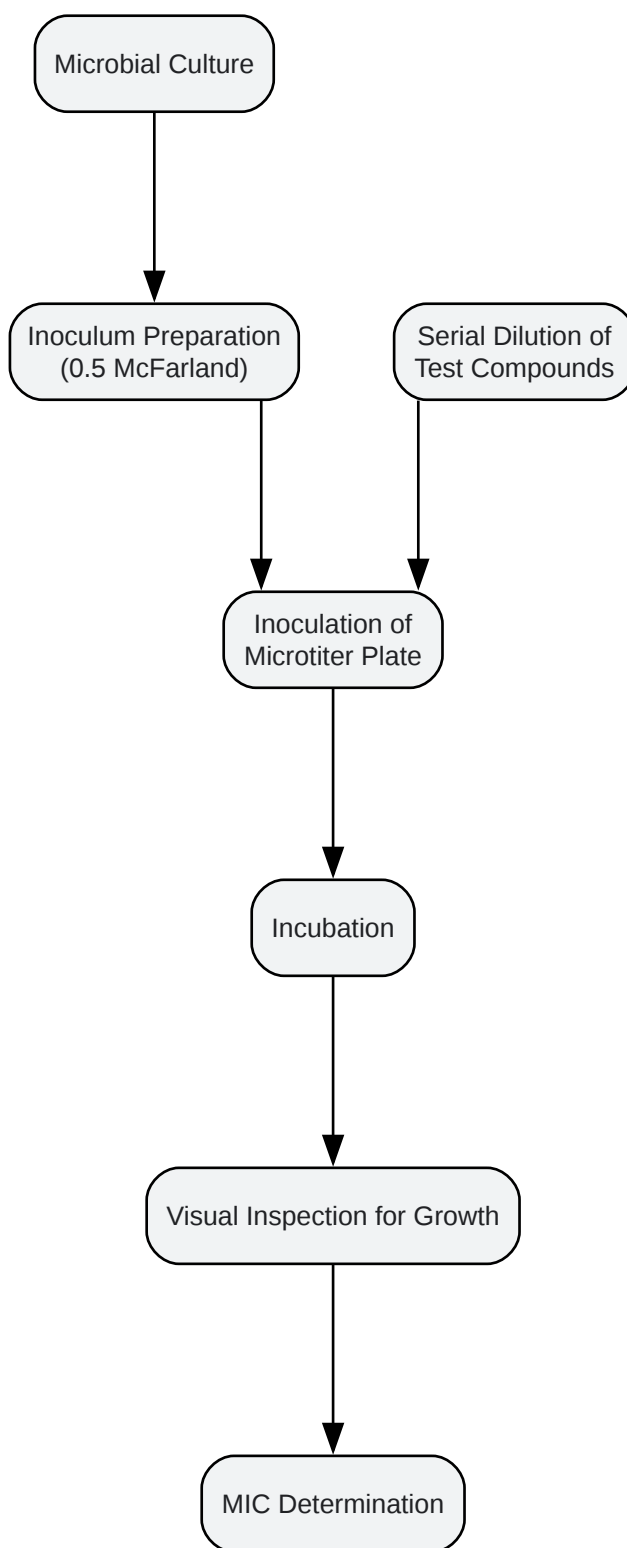 Microbial Culture
Inoculum Preparation
(0.5 McFarland)
Serial Dilution of
Test Compounds
Inoculation of
Microtiter Plate
Incubation
Visual Inspection for Growth
MIC Determination